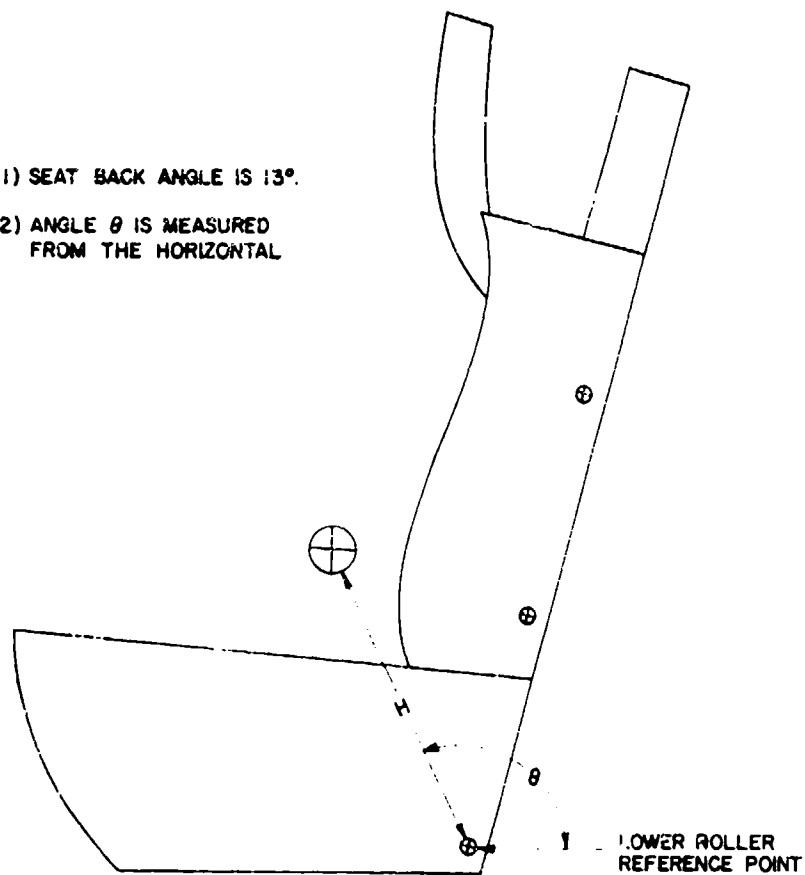 1) SEAT BACK ANGLE IS 13°.
2) ANGLE θ IS MEASURED
FROM THE HORIZONTAL
H
θ
LOWER ROLLER
REFERENCE POINT